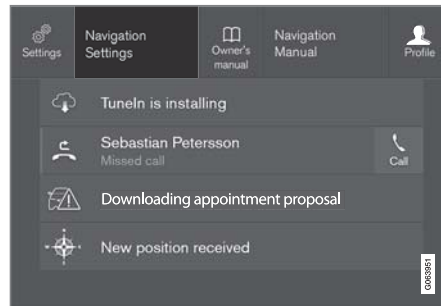 Settings
Navigation
Settings
Owner's
manual
Navigation
Manual
Profile
TuneIn is installing
Sebastian Petersson
Missed call
Call
Downloading appointment proposal
New position received
G063951